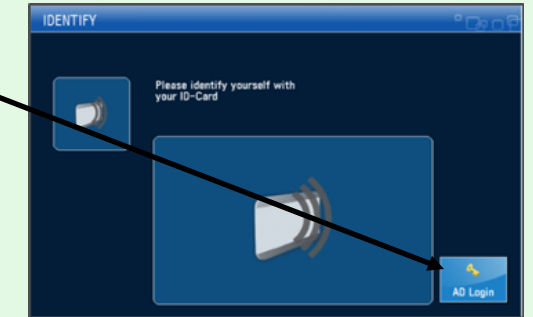 IDENTIFY
Please identify yourself with
your ID-Card
AD Login